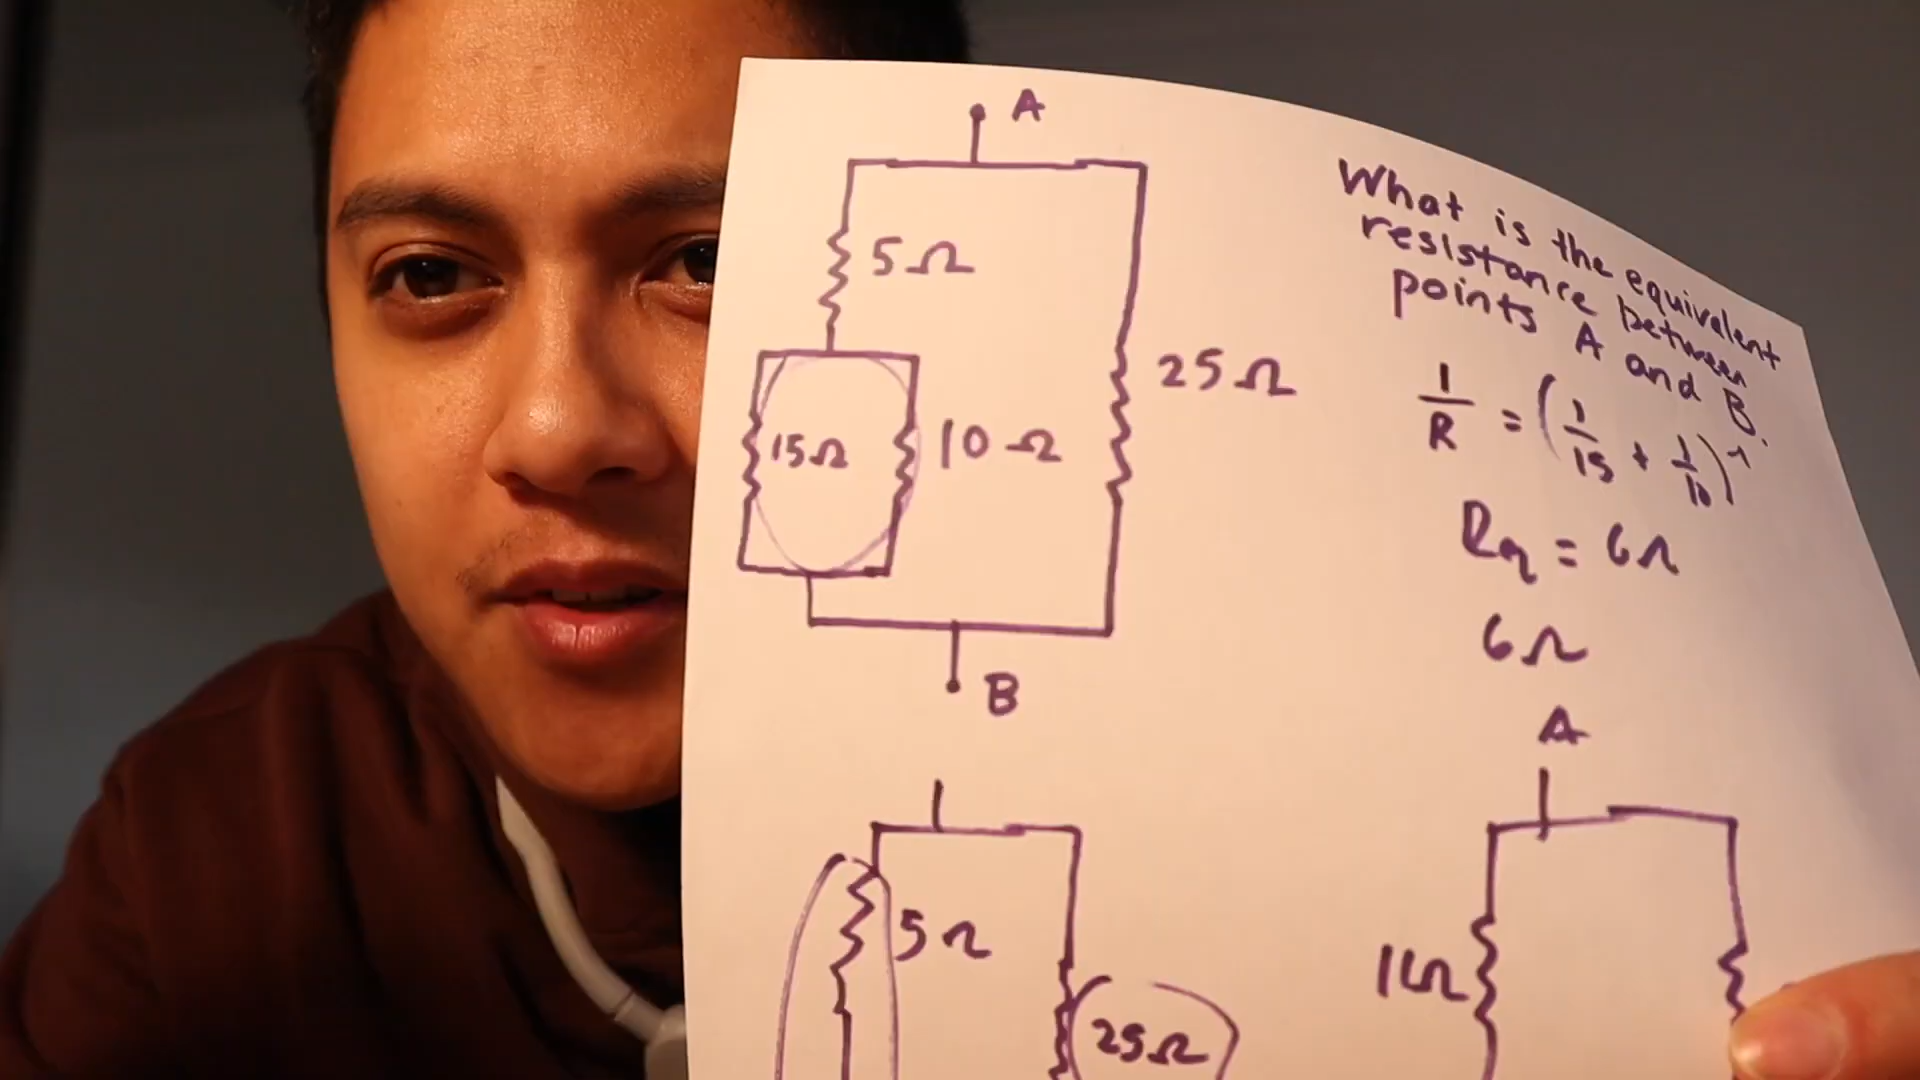 A
5Ω
15Ω
10Ω
25Ω
B
What is the equivalent
resistance between
points A and B.
1/R = (1/15 + 1/10)^-1
Req = 6Ω
6Ω
5Ω
25Ω
A
11Ω